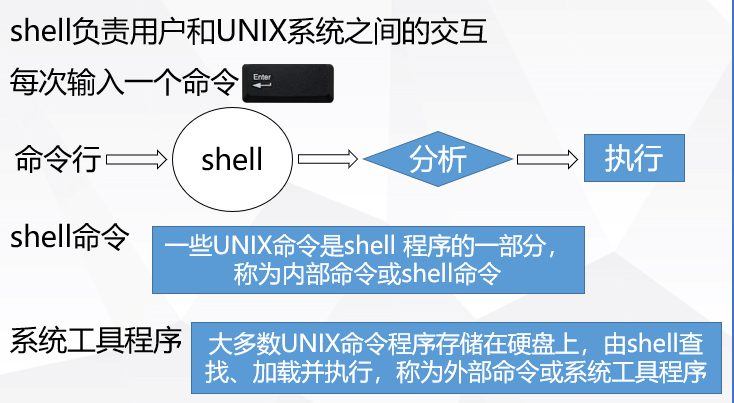 shell负责用户和UNIX系统之间的交互
每次输入一个命令 Enter
命令行 shell 分析 执行
shell命令
一些UNIX命令是shell 程序的一部分，
称为内部命令或shell命令
系统工具程序
大多数UNIX命令程序存储在硬盘上，由shell查
找、加载并执行，称为外部命令或系统工具程序